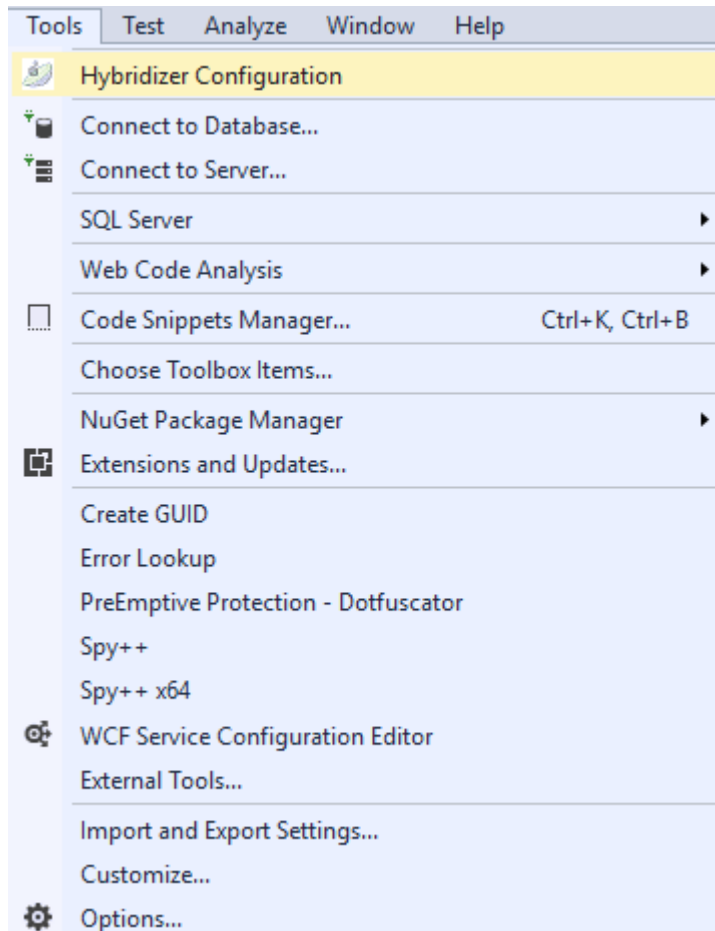 Tools Test Analyze Window Help
Hybridizer Configuration
Connect to Database...
Connect to Server...
SQL Server
Web Code Analysis
Code Snippets Manager... Ctrl+K, Ctrl+B
Choose Toolbox Items...
NuGet Package Manager
Extensions and Updates...
Create GUID
Error Lookup
PreEmptive Protection - Dotfuscator
Spy++
Spy++ x64
WCF Service Configuration Editor
External Tools...
Import and Export Settings...
Customize...
Options...